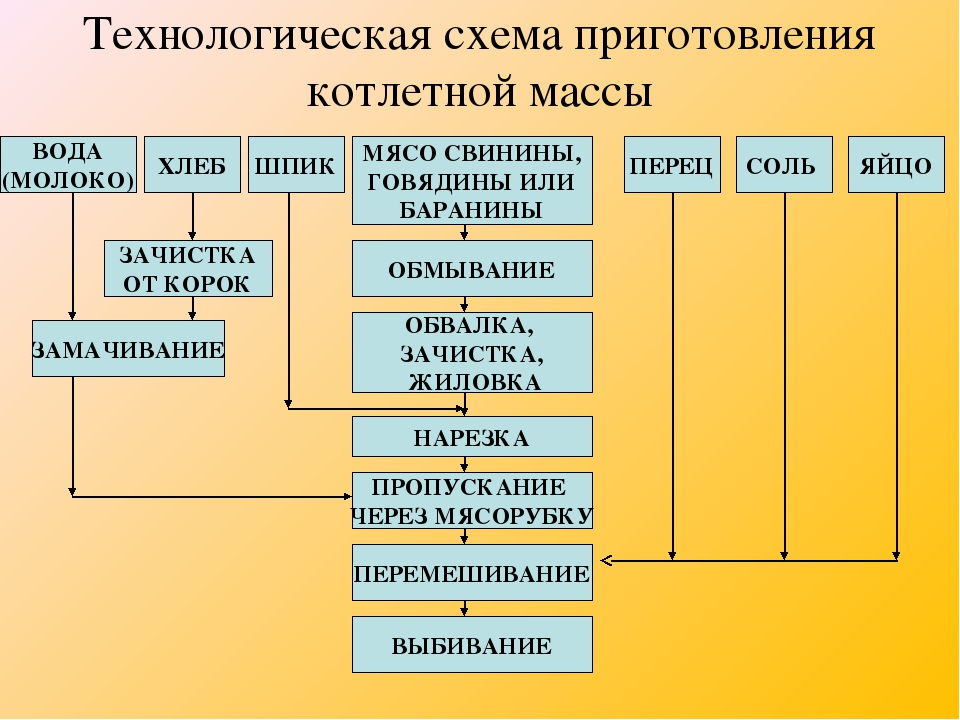 Технологическая схема приготовления
котлетной массы
ВОДА
(МОЛОКО)
ХЛЕБ
ШПИК
МЯСО СВИНИНЫ,
ГОВЯДИНЫ ИЛИ
БАРАНИНЫ
ПЕРЕЦ
СОЛЬ
ЯЙЦО
ЗАЧИСТКА
ОТ КОРОК
ОБМЫВАНИЕ
ЗАМАЧИВАНИЕ
ОБВАЛКА,
ЗАЧИСТКА,
ЖИЛОВКА
НАРЕЗКА
ПРОПУСКАНИЕ
ЧЕРЕЗ МЯСОРУБКУ
ПЕРЕМЕШИВАНИЕ
ВЫБИВАНИЕ